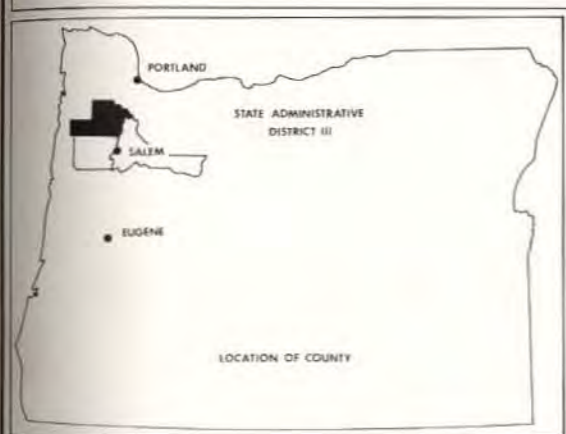 PORTLAND
STATE ADMINISTRATIVE
DISTRICT III
SALEM
EUGENE
LOCATION OF COUNTY